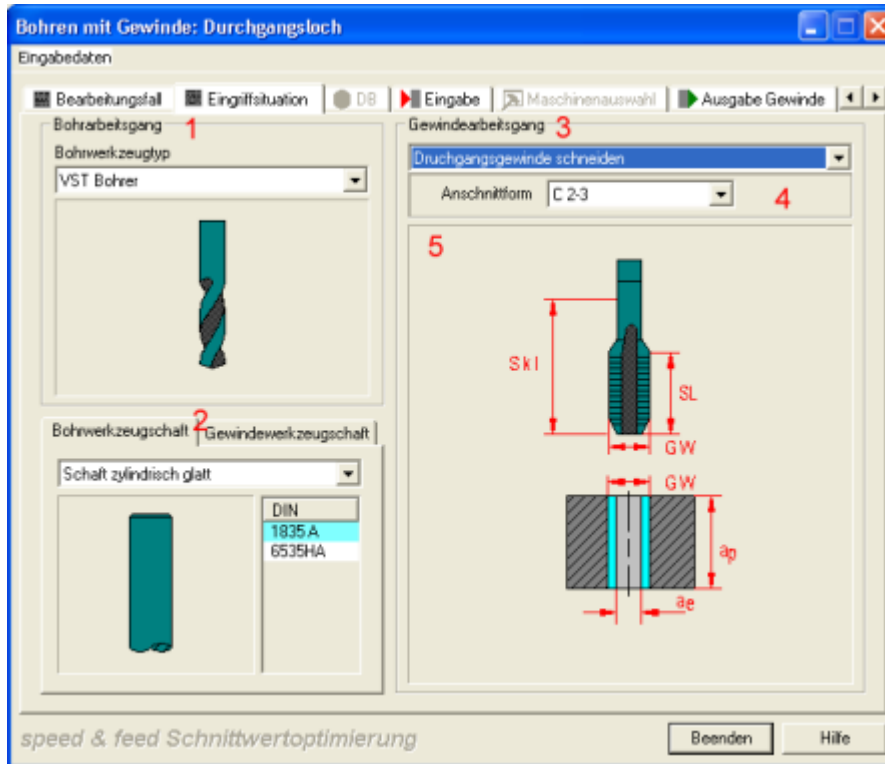 Bohren mit Gewinde: Durchgangsloch
Eingabedaten
Bearbeitungsfall Eingriffsituation DB Eingabe Maschinenauswahl Ausgabe Gewinde
Bohrarbeitsgang 1
Bohrwerkzeugtyp
VST Bohrer
Gewindearbeitsgang 3
Druchgangsgewinde schneiden
Anschnittform C 2-3 4
5
Skl
SL
GW
GW
ap
ae
2
Bohrwerkzeugschaft Gewindewerkzeugschaft
Schaft zylindrisch glatt
DIN
1835 A
6535HA
speed & feed Schnittwertoptimierung
Beenden Hilfe